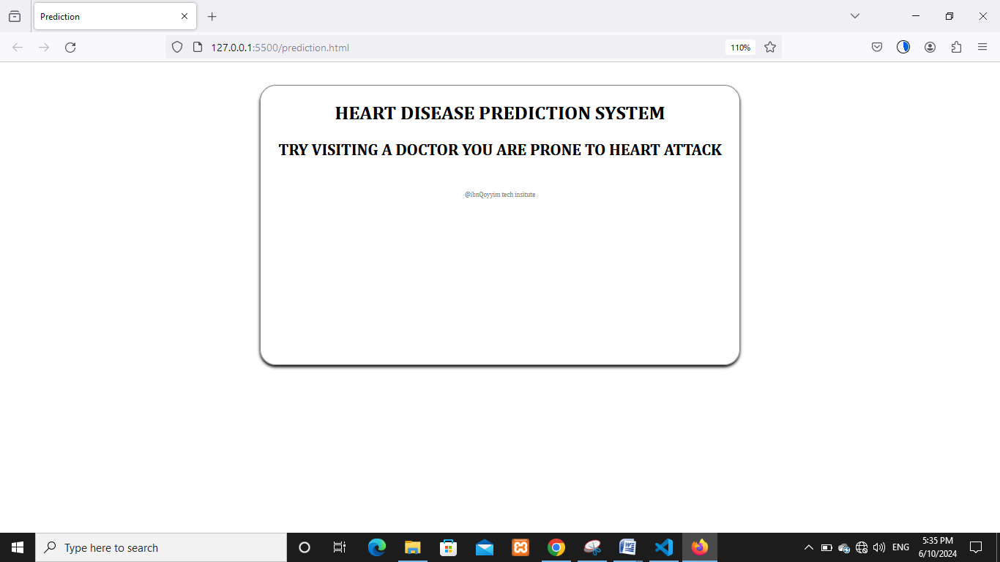 Prediction
127.0.0.1:5500/prediction.html
110%
HEART DISEASE PREDICTION SYSTEM
TRY VISITING A DOCTOR YOU ARE PRONE TO HEART ATTACK
@ibnQoyyim tech insitute
Type here to search
ENG
5:35 PM
6/10/2024